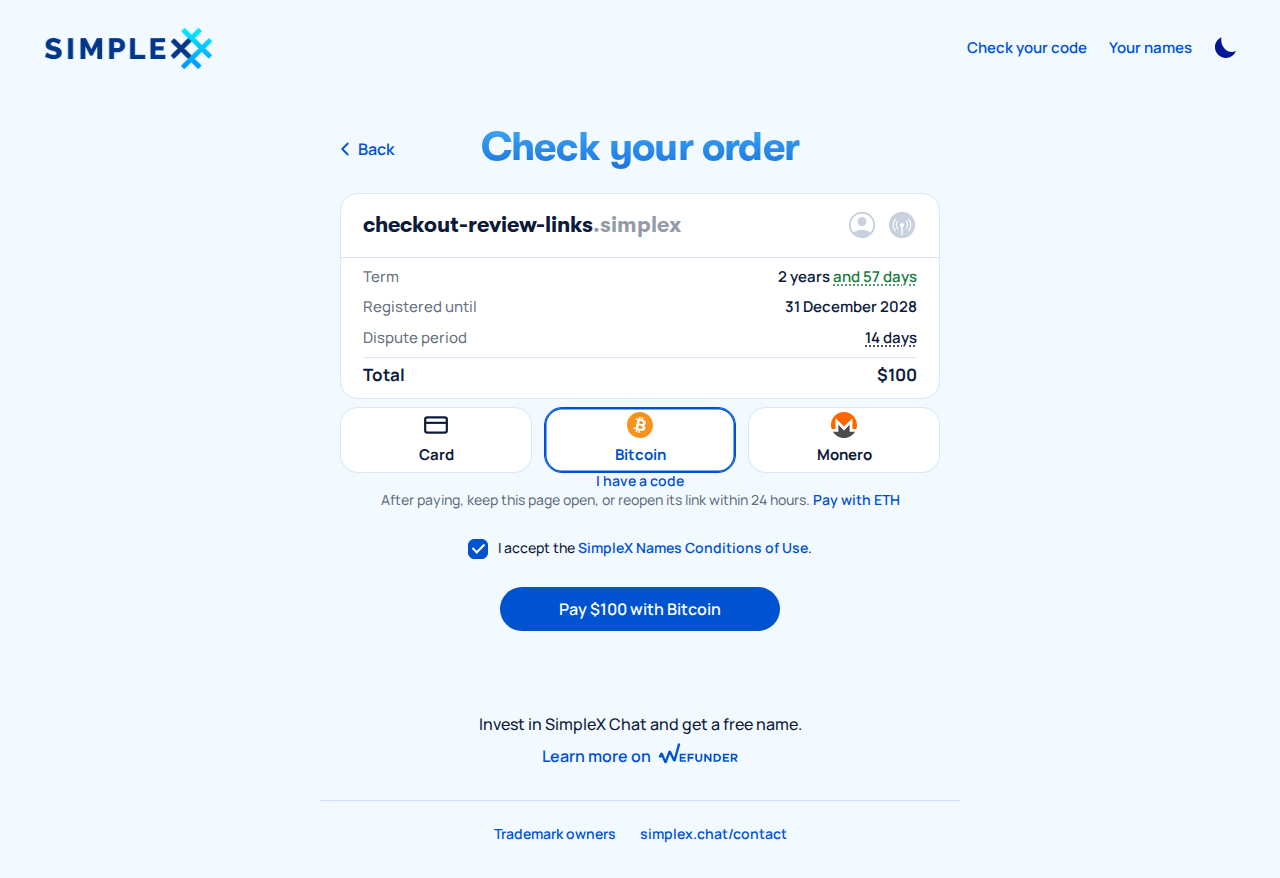 SIMPLEX
Check your code
Your names
Back
Check your order
checkout-review-links.simplex
Term
2 years and 57 days
Registered until
31 December 2028
Dispute period
14 days
Total
$100
Card
Bitcoin
Monero
I have a code
After paying, keep this page open, or reopen its link within 24 hours. Pay with ETH
I accept the SimpleX Names Conditions of Use.
Pay $100 with Bitcoin
Invest in SimpleX Chat and get a free name.
Learn more on WEFUNDER
Trademark owners
simplex.chat/contact